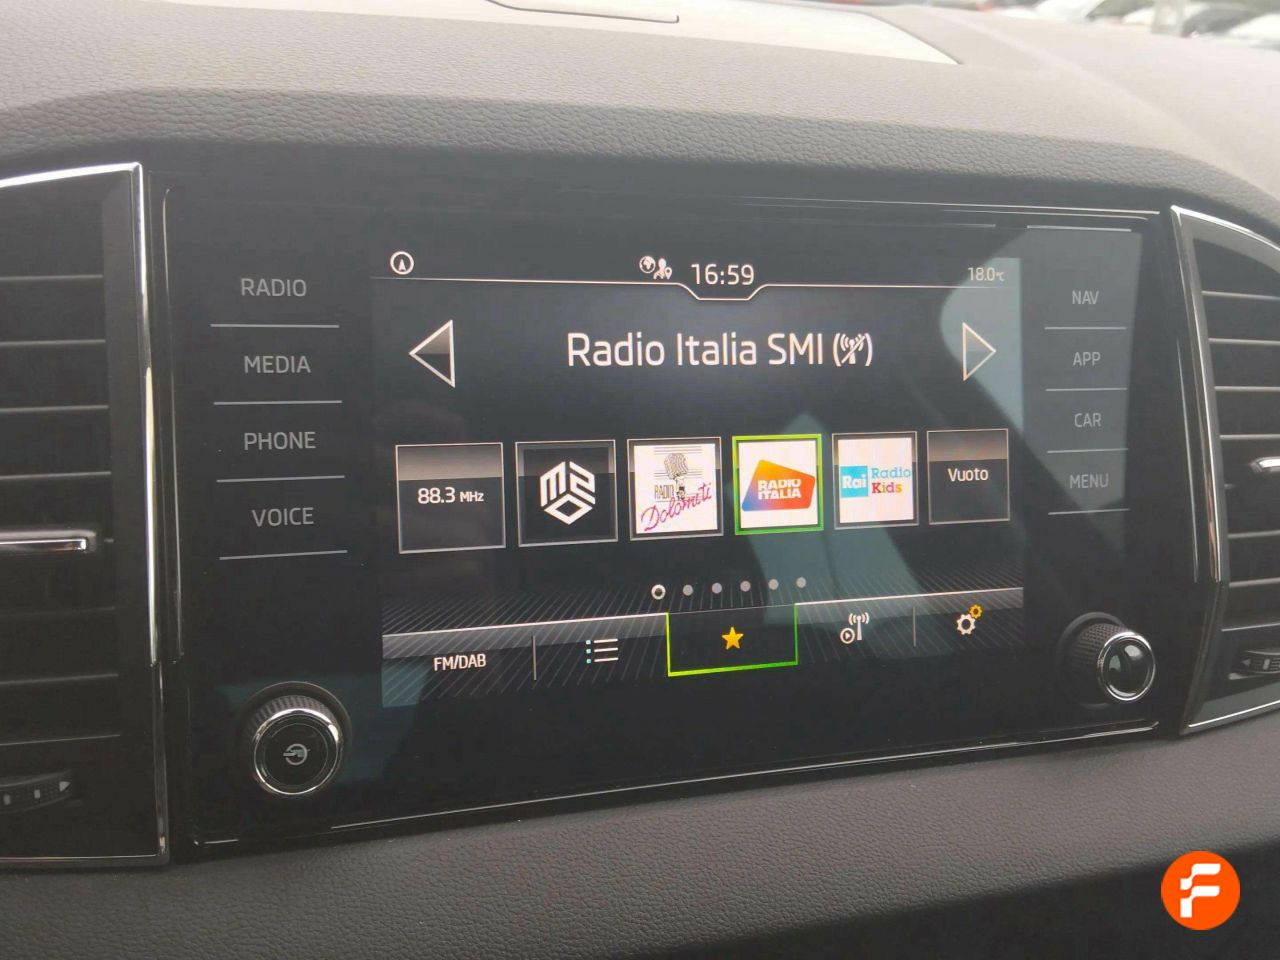 16:59
18.0°C
RADIO
MEDIA
PHONE
VOICE
NAV
APP
CAR
MENU
Radio Italia SMI
88.3 MHz
RADIO
Dolomiti
RADIO
ITALIA
Rai Radio
Kids
Vuoto
FM/DAB